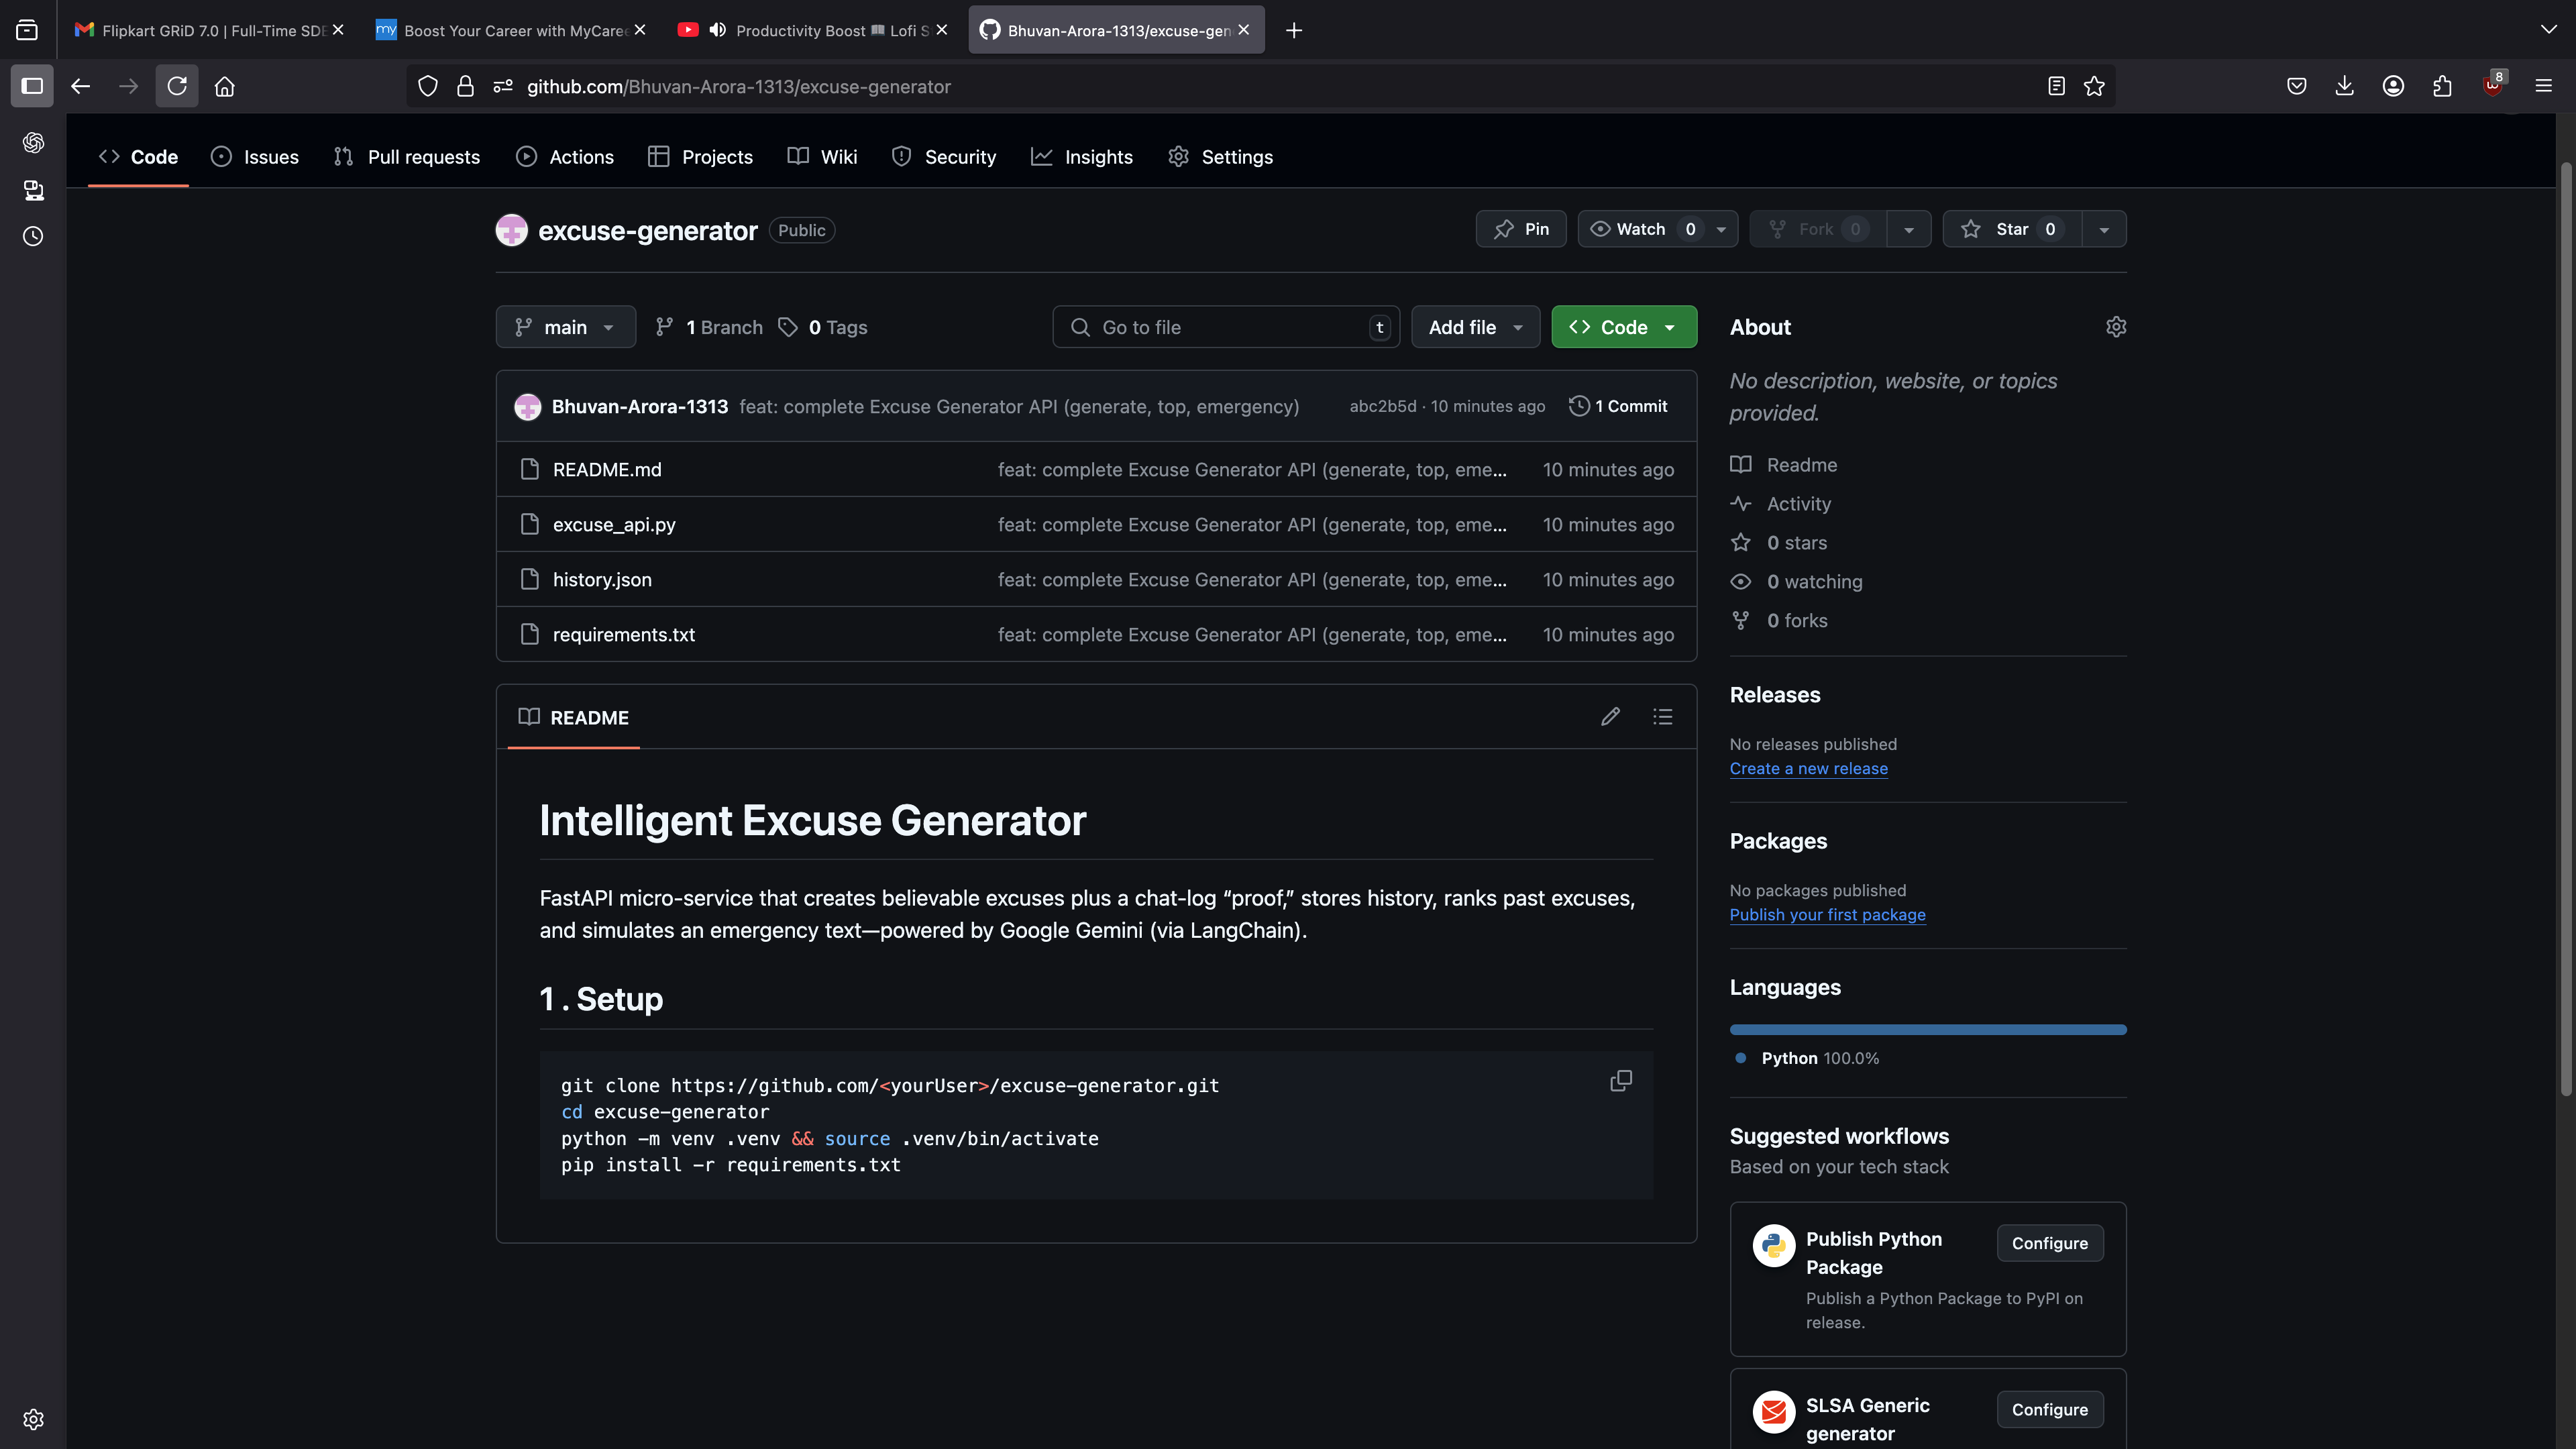 Flipkart GRiD 7.0 | Full-Time SDE
my Boost Your Career with MyCaree
Productivity Boost 📖 Lofi S
Bhuvan-Arora-1313/excuse-gen
github.com/Bhuvan-Arora-1313/excuse-generator
8
Code Issues Pull requests Actions Projects Wiki Security Insights Settings
excuse-generator Public
Pin Watch 0 Fork 0 Star 0
main 1 Branch 0 Tags Go to file t Add file Code
Bhuvan-Arora-1313 feat: complete Excuse Generator API (generate, top, emergency) abc2b5d · 10 minutes ago 1 Commit
README.md feat: complete Excuse Generator API (generate, top, eme... 10 minutes ago
excuse_api.py feat: complete Excuse Generator API (generate, top, eme... 10 minutes ago
history.json feat: complete Excuse Generator API (generate, top, eme... 10 minutes ago
requirements.txt feat: complete Excuse Generator API (generate, top, eme... 10 minutes ago
README
Intelligent Excuse Generator
FastAPI micro-service that creates believable excuses plus a chat-log “proof,” stores history, ranks past excuses,
and simulates an emergency text—powered by Google Gemini (via LangChain).
1 . Setup
git clone https://github.com/<yourUser>/excuse-generator.git
cd excuse-generator
python -m venv .venv && source .venv/bin/activate
pip install -r requirements.txt
About
No description, website, or topics
provided.
Readme
Activity
0 stars
0 watching
0 forks
Releases
No releases published
Create a new release
Packages
No packages published
Publish your first package
Languages
Python 100.0%
Suggested workflows
Based on your tech stack
Publish Python
Package
Configure
Publish a Python Package to PyPI on
release.
SLSA Generic
generator
Configure